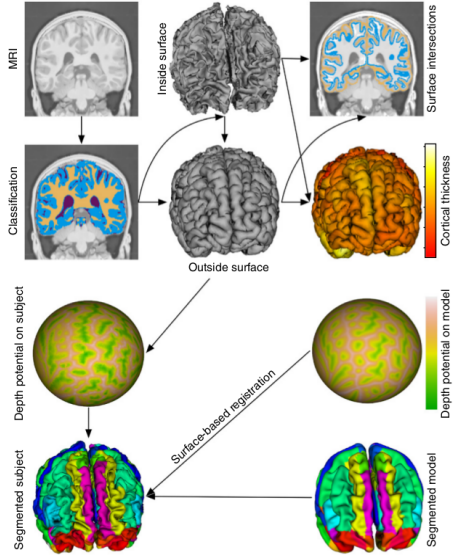 MRI
Inside surface
Surface intersections
Classification
Outside surface
Cortical thickness
Depth potential on subject
Surface-based registration
Depth potential on model
Segmented subject
Segmented model